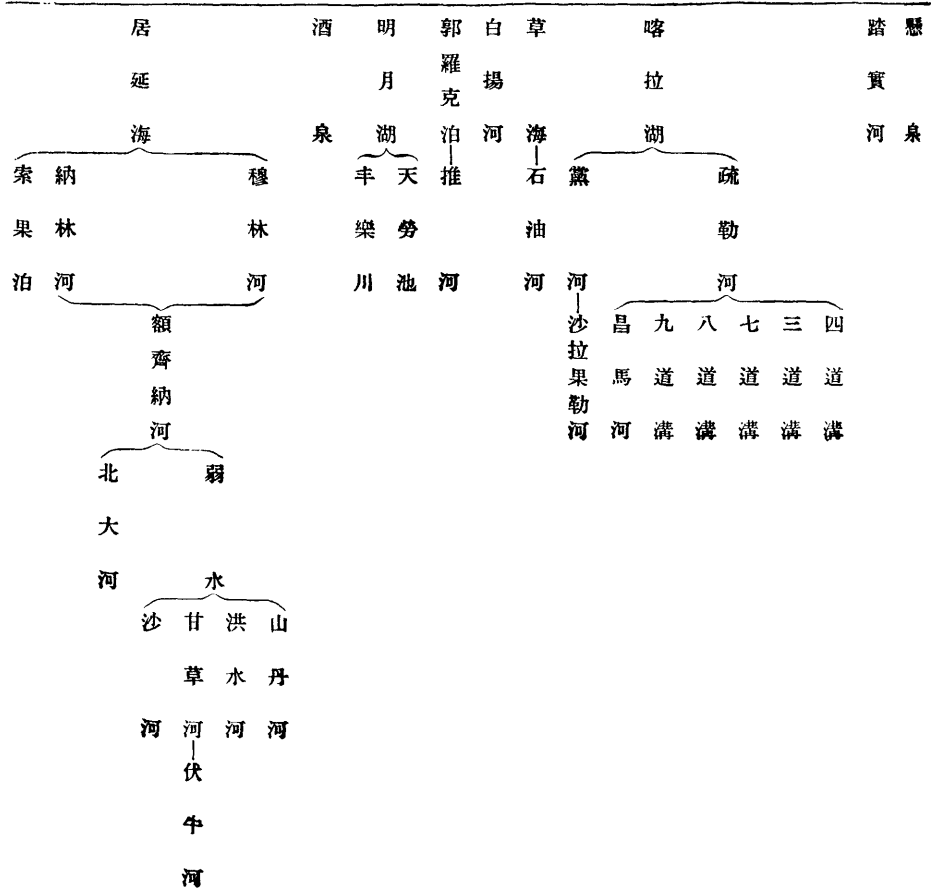 懸泉
踏實河
喀拉湖
疏勒河
四道溝
三道溝
七道溝
八道溝
九道溝
昌馬河
黨河
沙拉果勒河
草海
石油河
白揚河
郭羅克泊
推河
明月湖
天勞池
丰樂川
酒泉
居延海
穆林河
納林河
額齊納河
弱水
山丹河
洪水河
甘草河
伏牛河
沙河
北大河
索果泊